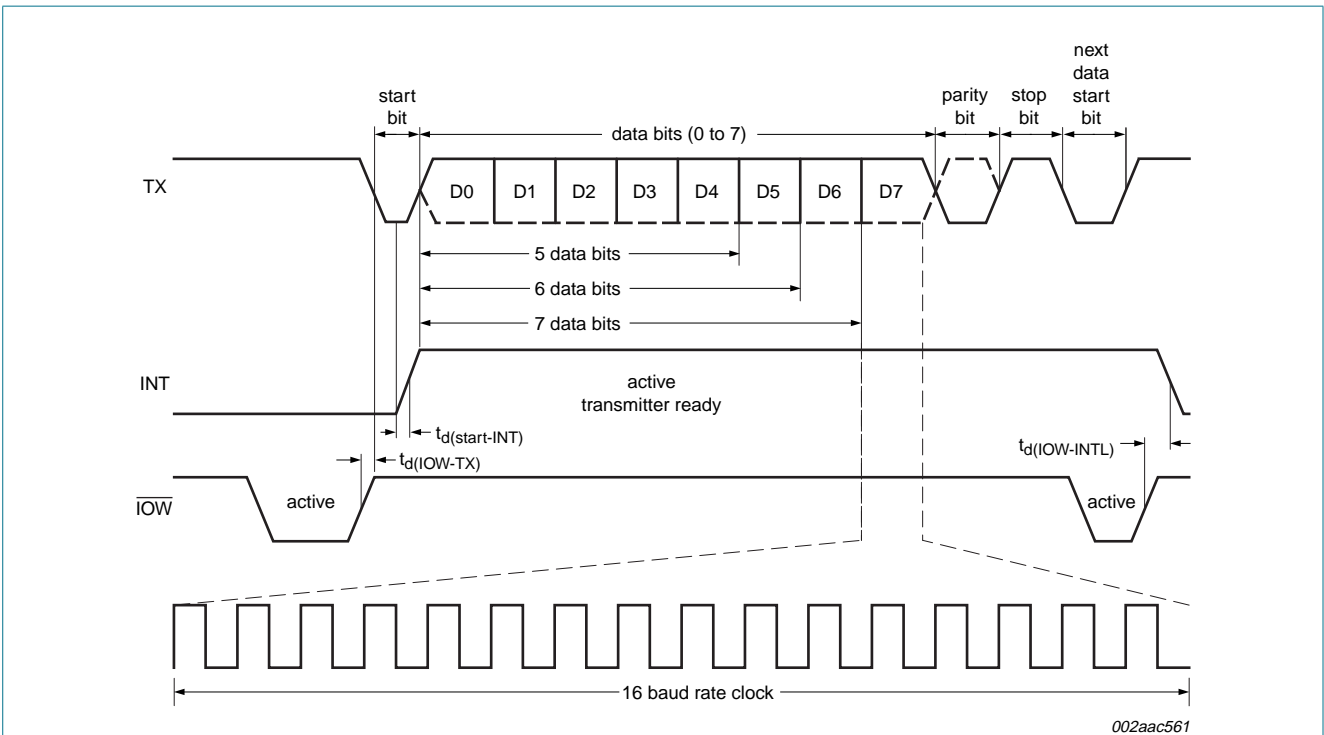 next
data
start
bit
start
bit
parity
bit
stop
bit
data bits (0 to 7)
TX
D0 D1 D2 D3 D4 D5 D6 D7
5 data bits
6 data bits
7 data bits
INT
active
transmitter ready
td(start-INT)
td(IOW-TX)
td(IOW-INTL)
IOW
active
active
16 baud rate clock
002aac561